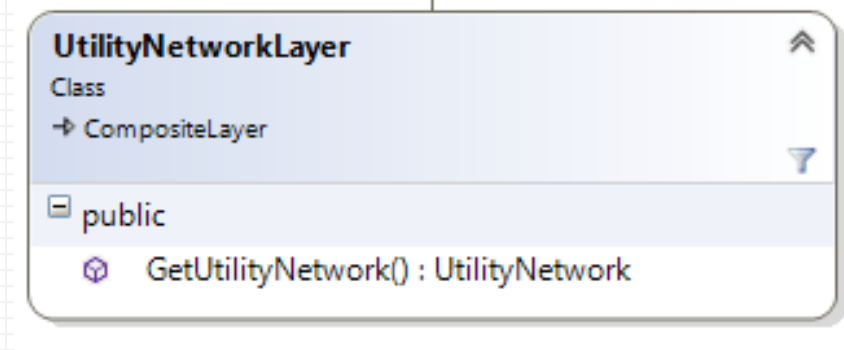 UtilityNetworkLayer
Class
CompositeLayer
public
GetUtilityNetwork() : UtilityNetwork